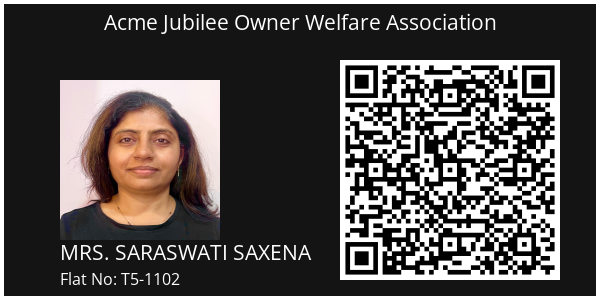 Acme Jubilee Owner Welfare Association
MRS. SARASWATI SAXENA
Flat No: T5-1102